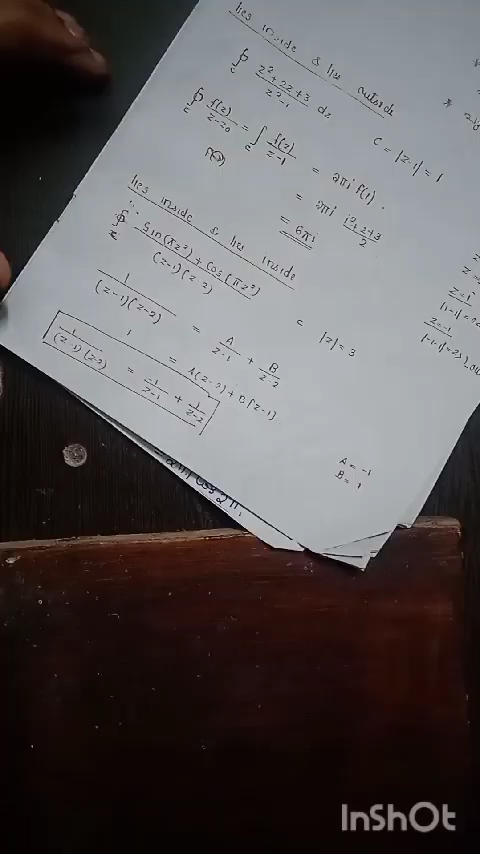 lies inside & lies outside
∮c z²+2z+3 / z²-1 dz
C = |z-1| = 1
∮c f(z)/z-z₀ = ∫c f(z)/z-1 = 2πi f(1).
= 2πi 1²+2+3 / 2
= 6πi
lies inside & lies inside
∮ sin(πz²) + cos(πz²) / (z-1)(z-2)
c |z| = 3
1/(z-1)(z-2) = A/z-1 + B/z-2
1 = A(z-2) + B(z-1)
A = -1
B = 1
1/(z-1)(z-2) = 1/z-1 + 1/z-2
cos 2π
InShOt